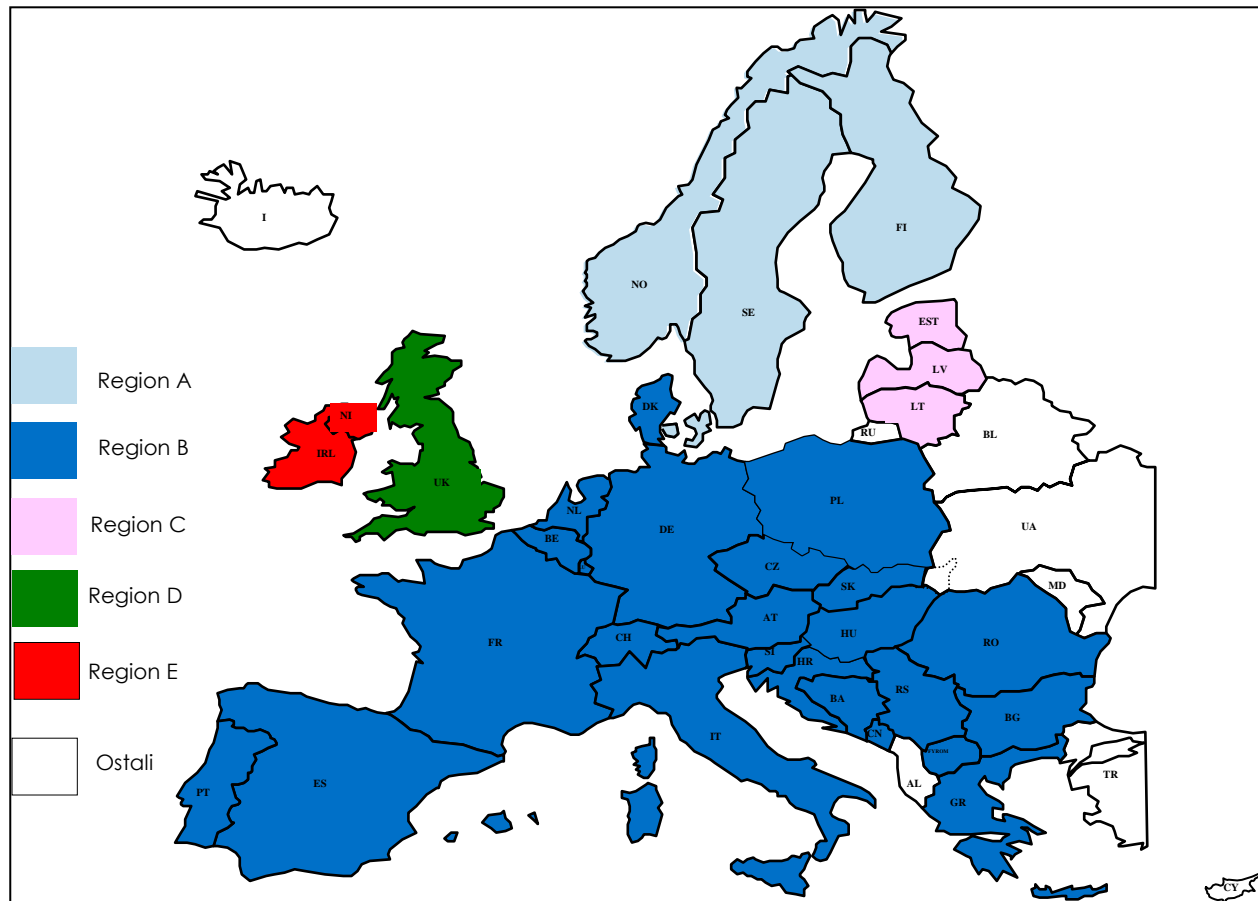 I
NO
SE
FI
EST
LV
LT
RU
BL
DK
NI
IRL
UK
Region A
Region B
Region C
Region D
Region E
Ostali
NL
BE
DE
PL
UA
CZ
SK
MD
AT
HU
CH
FR
SI
HR
RO
BA
RS
BG
CN
IT
FYROM
AL
TR
GR
PT
ES
CY